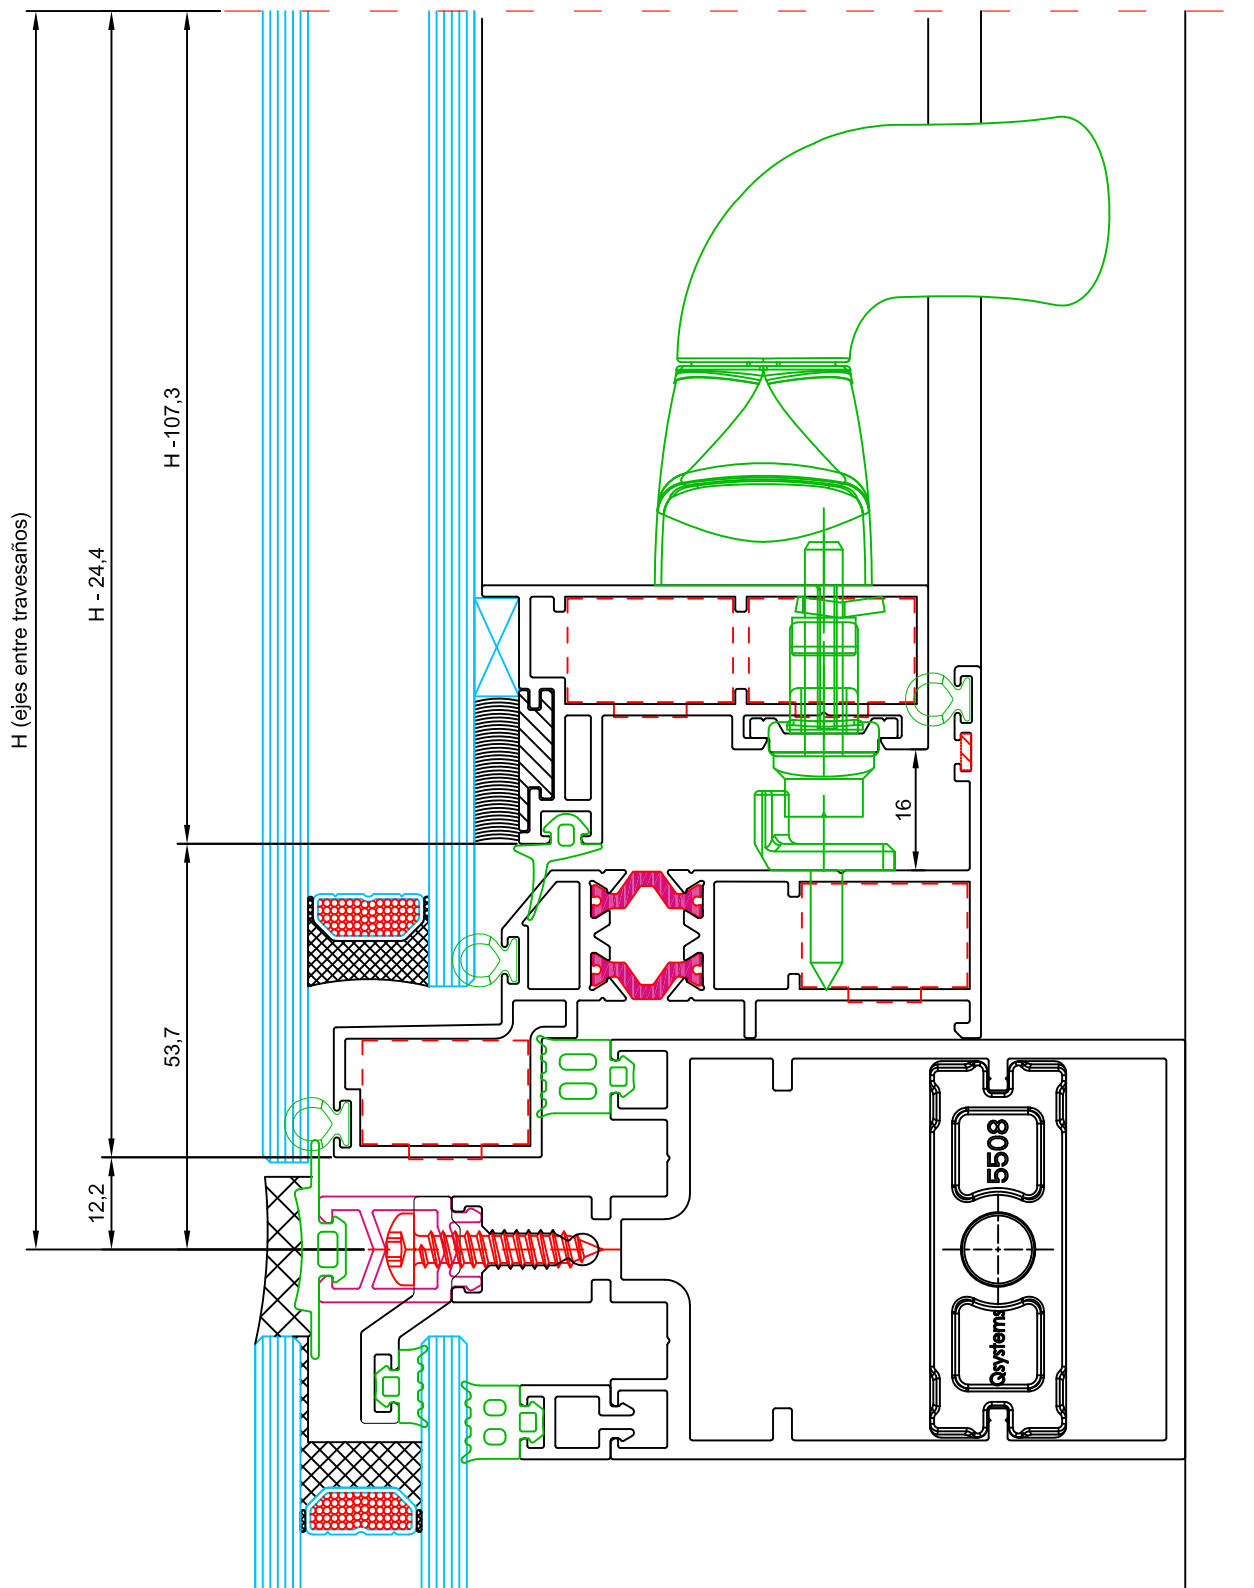 H (ejes entre travesaños)
H - 24,4
H -107,3
53,7
12,2
16
5508
Qsystems